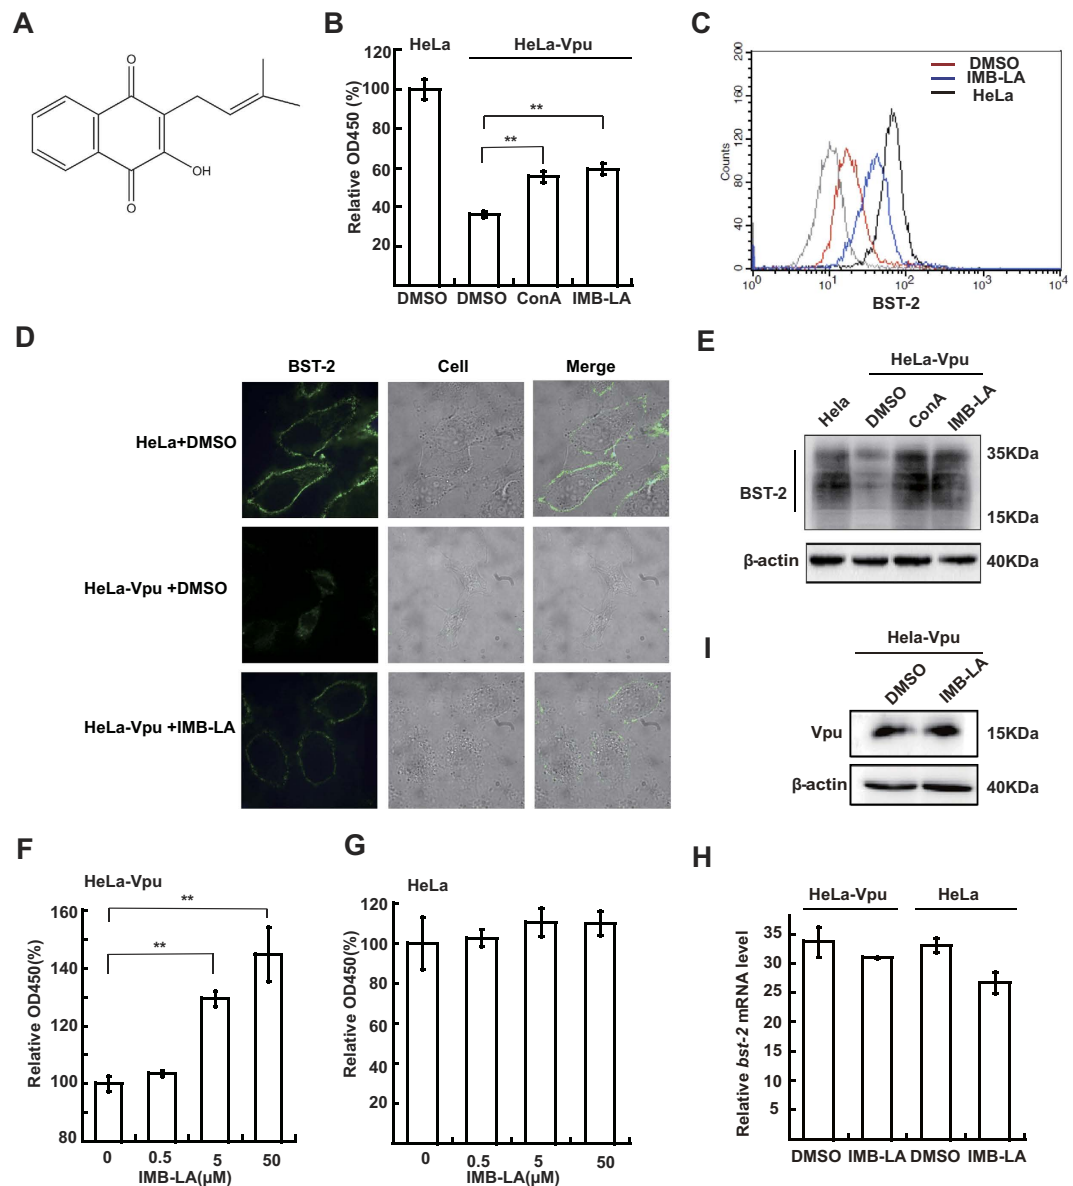 A
O
OH
O
B
HeLa
HeLa-Vpu
Relative OD450 (%)
120
100
80
60
40
20
**
**
DMSO
DMSO
ConA
IMB-LA
C
Counts
200
160
120
80
40
0
DMSO
IMB-LA
HeLa
10⁰
10¹
10²
10³
10⁴
BST-2
D
BST-2
Cell
Merge
HeLa+DMSO
HeLa-Vpu +DMSO
HeLa-Vpu +IMB-LA
E
HeLa-Vpu
Hela
DMSO
ConA
IMB-LA
BST-2
35KDa
15KDa
β-actin
40KDa
I
Hela-Vpu
DMSO
IMB-LA
Vpu
15KDa
β-actin
40KDa
F
HeLa-Vpu
Relative OD450(%)
160
140
120
100
80
**
**
0
0.5
5
50
IMB-LA(μM)
G
HeLa
Relative OD450(%)
120
100
80
60
40
20
0
0.5
5
50
IMB-LA(μM)
H
HeLa-Vpu
HeLa
Relative bst-2 mRNA level
35
30
25
20
15
10
5
DMSO
IMB-LA
DMSO
IMB-LA